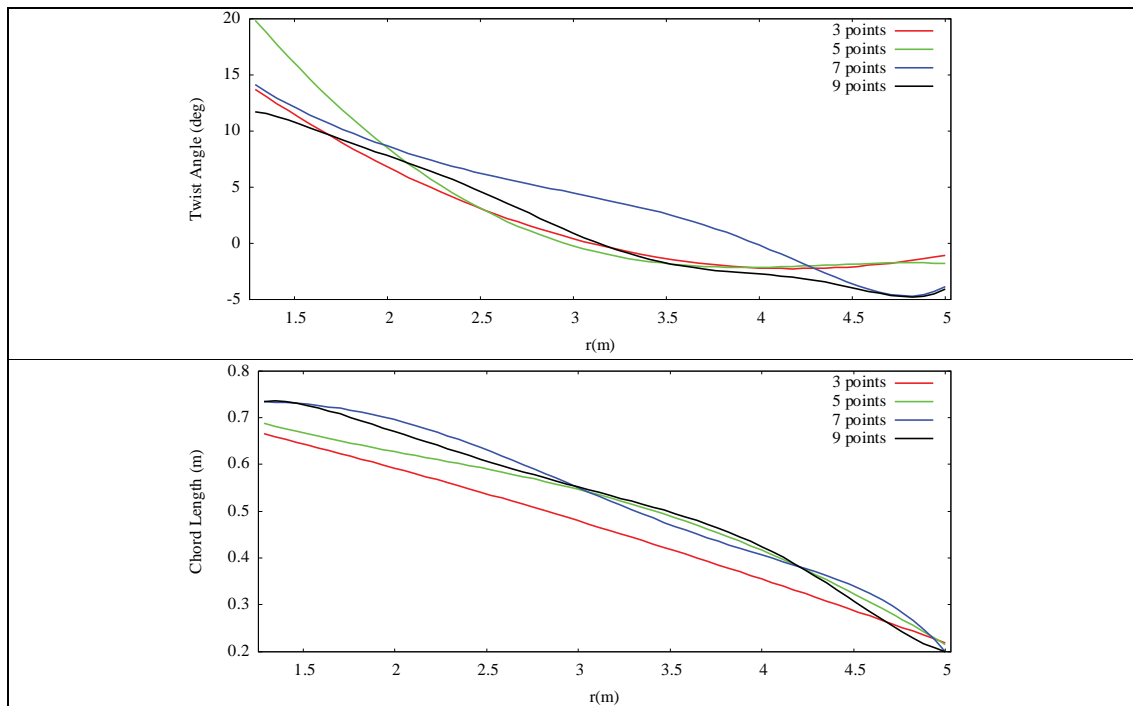 20
15
10
5
0
-5
Twist Angle (deg)
3 points
5 points
7 points
9 points
1.5 2 2.5 3 3.5 4 4.5 5
r(m)
0.8
0.7
0.6
0.5
0.4
0.3
0.2
Chord Length (m)
3 points
5 points
7 points
9 points
1.5 2 2.5 3 3.5 4 4.5 5
r(m)